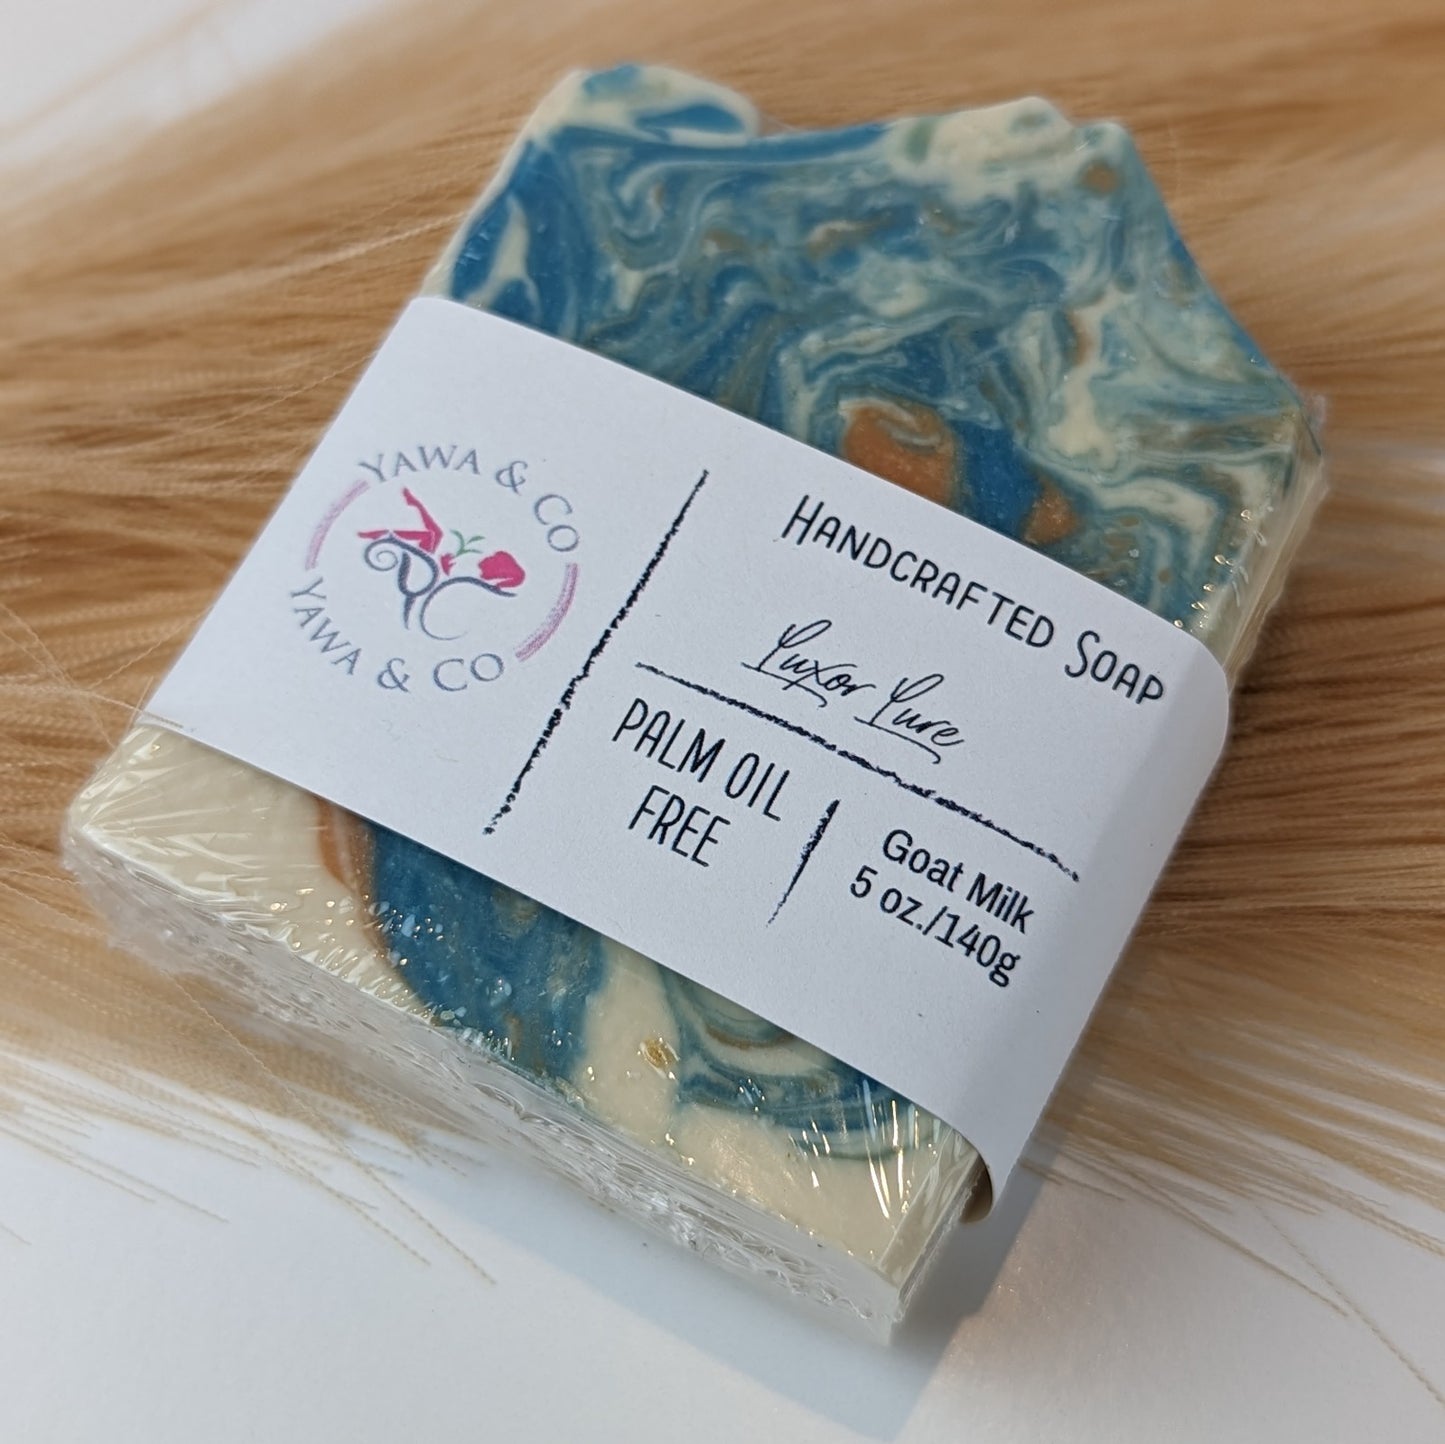 YAWA & CO
YAWA & CO
HANDCRAFTED SOAP
Luxor Lure
PALM OIL
FREE
Goat Milk
5 oz./140g